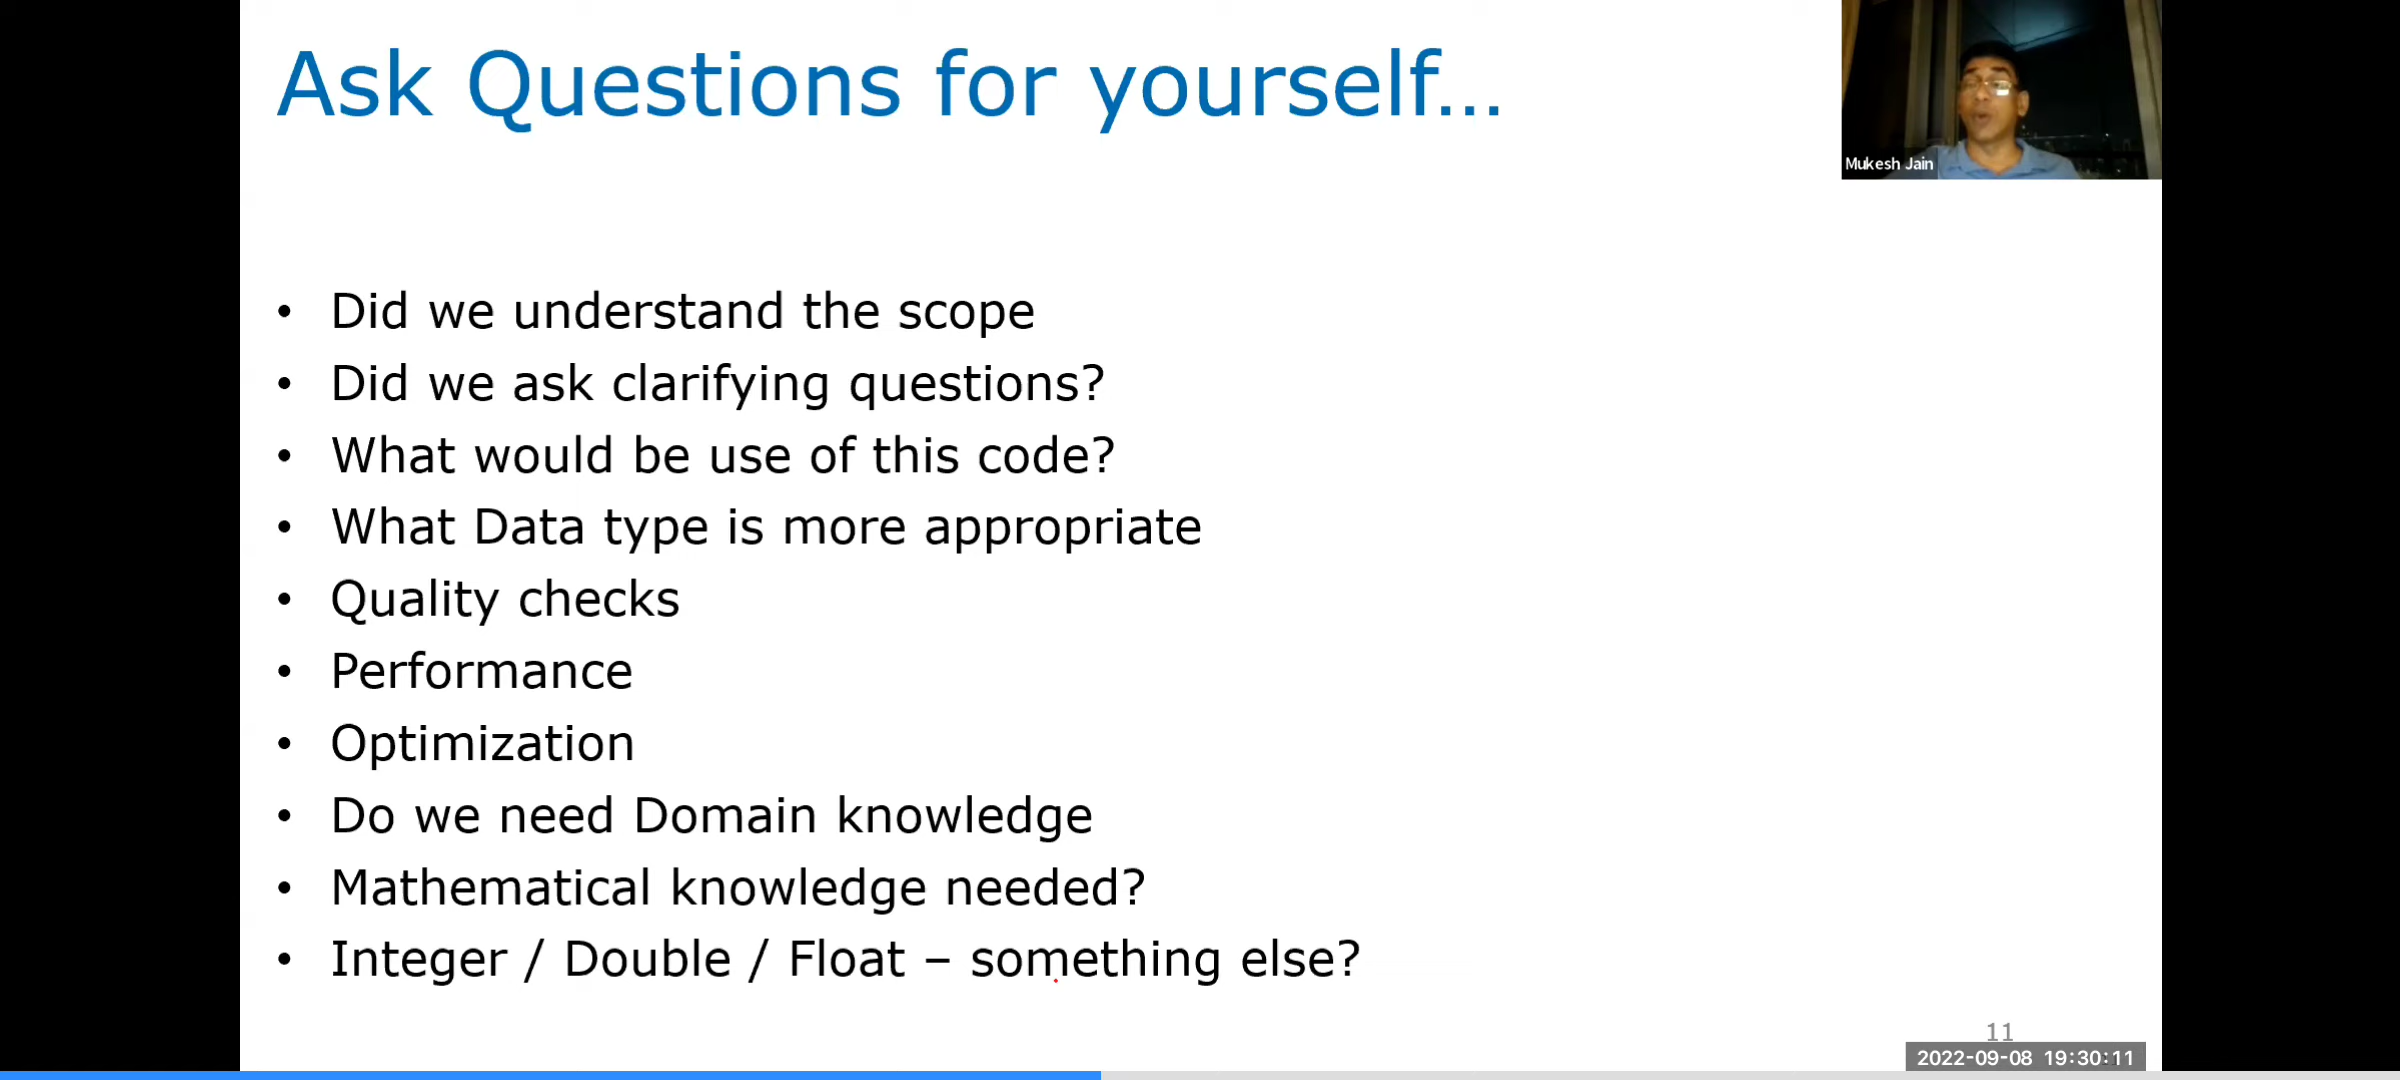 Ask Questions for yourself...
Mukesh Jain
• Did we understand the scope
• Did we ask clarifying questions?
• What would be use of this code?
• What Data type is more appropriate
• Quality checks
• Performance
• Optimization
• Do we need Domain knowledge
• Mathematical knowledge needed?
• Integer / Double / Float – something else?
11
2022-09-08 19:30:11